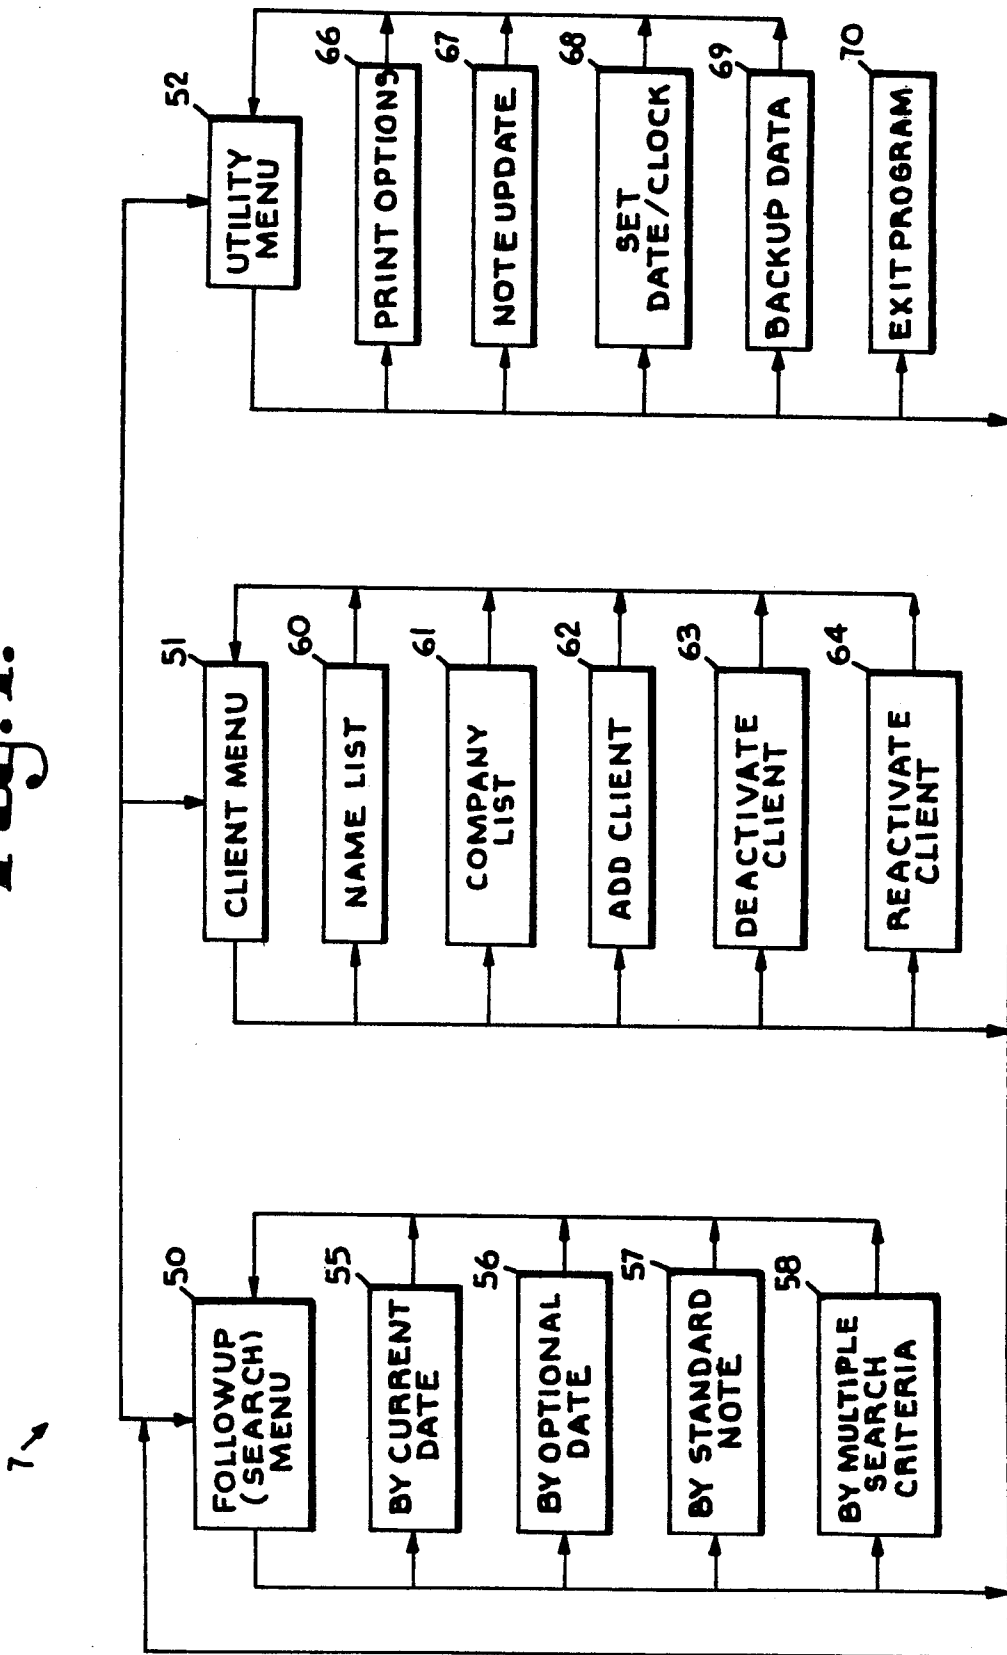 7
50
FOLLOWUP
(SEARCH)
MENU
55
BY CURRENT
DATE
56
BY OPTIONAL
DATE
57
BY STANDARD
NOTE
58
BY MULTIPLE
SEARCH
CRITERIA
51
CLIENT MENU
60
NAME LIST
61
COMPANY
LIST
62
ADD CLIENT
63
DEACTIVATE
CLIENT
64
REACTIVATE
CLIENT
52
UTILITY
MENU
66
PRINT OPTIONS
67
NOTE UPDATE
68
SET
DATE/CLOCK
69
BACKUP DATA
70
EXIT PROGRAM